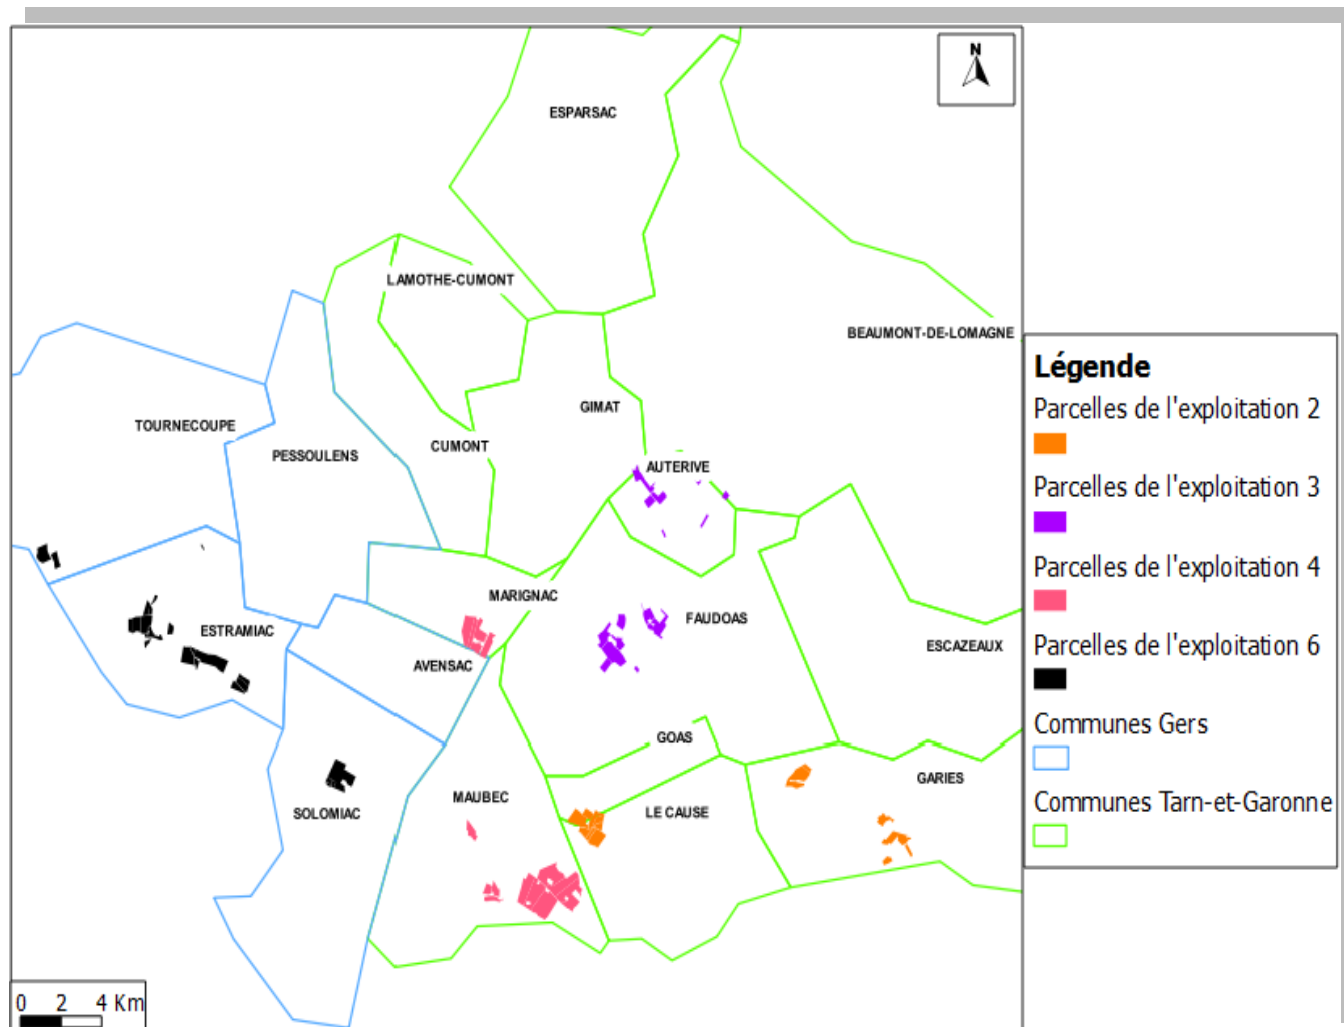 N
ESPARSAC
LAMOTHE-CUMONT
BEAUMONT-DE-LOMAGNE
GIMAT
TOURNECOUPE
CUMONT
PESSOULENS
AUTERIVE
MARIGNAC
FAUDOAS
ESTRAMIAC
ESCAZEAUX
AVENSAC
GOAS
GARIES
MAUBEC
SOLOMIAC
LE CAUSE
0 2 4 Km
Légende
Parcelles de l'exploitation 2
Parcelles de l'exploitation 3
Parcelles de l'exploitation 4
Parcelles de l'exploitation 6
Communes Gers
Communes Tarn-et-Garonne